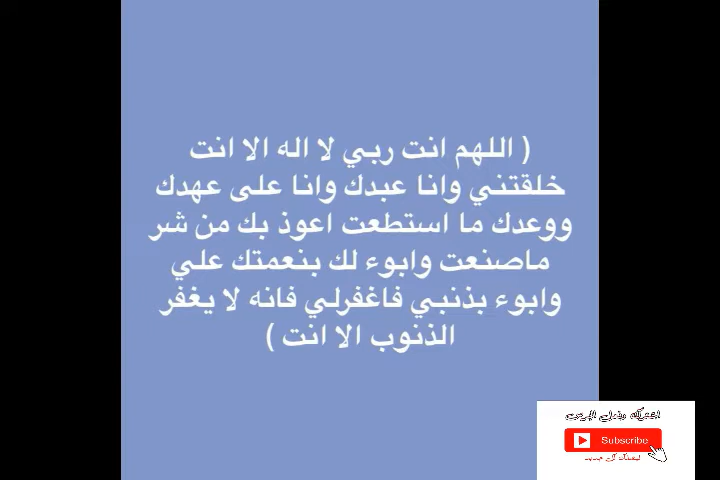 ( اللهم انت ربي لا اله الا انت
خلقتني وانا عبدك وانا على عهدك
ووعدك ما استطعت اعوذ بك من شر
ماصنعت وابوء لك بنعمتك علي
وابوء بذنبي فاغفرلي فانه لا يغفر
الذنوب الا انت )
Subscribe